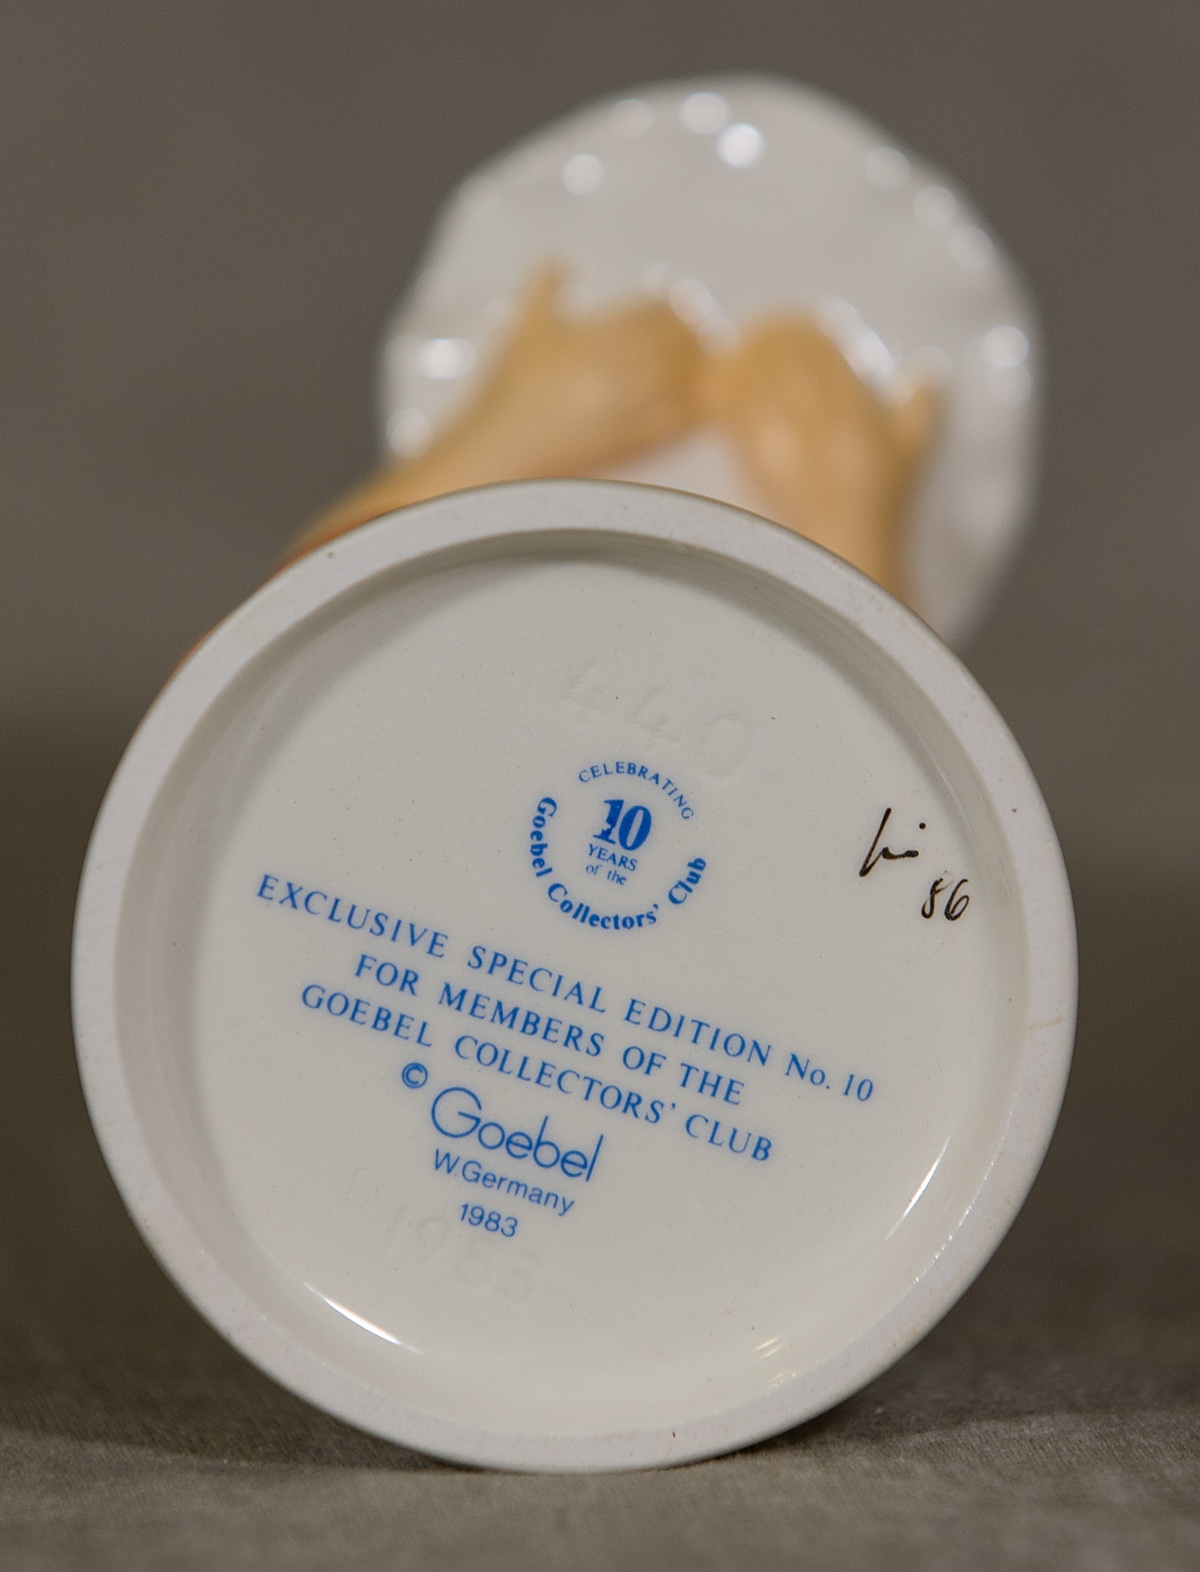 440
CELEBRATING
10
YEARS
of the
Goebel Collectors' Club
86
EXCLUSIVE SPECIAL EDITION No. 10
FOR MEMBERS OF THE
GOEBEL COLLECTORS' CLUB
© Goebel
W.Germany
1983
© 1983